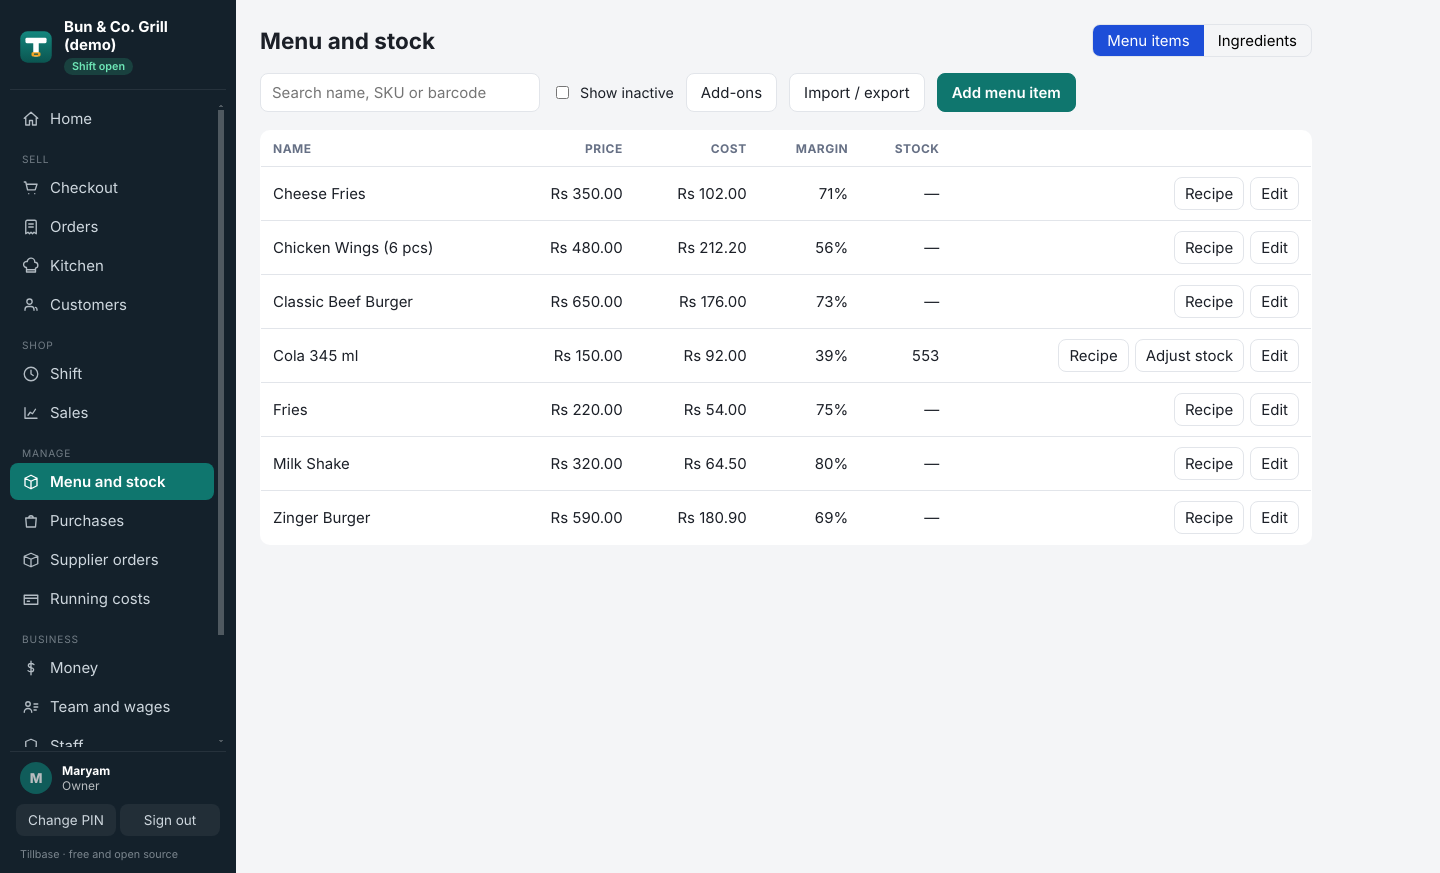 Bun & Co. Grill
(demo)
Shift open
Home
SELL
Checkout
Orders
Kitchen
Customers
SHOP
Shift
Sales
MANAGE
Menu and stock
Purchases
Supplier orders
Running costs
BUSINESS
Money
Team and wages
Staff
M
Maryam
Owner
Change PIN Sign out
Tillbase · free and open source
Menu and stock
Menu items Ingredients
Search name, SKU or barcode Show inactive Add-ons Import / export Add menu item
NAME PRICE COST MARGIN STOCK
Cheese Fries Rs 350.00 Rs 102.00 71% — Recipe Edit
Chicken Wings (6 pcs) Rs 480.00 Rs 212.20 56% — Recipe Edit
Classic Beef Burger Rs 650.00 Rs 176.00 73% — Recipe Edit
Cola 345 ml Rs 150.00 Rs 92.00 39% 553 Recipe Adjust stock Edit
Fries Rs 220.00 Rs 54.00 75% — Recipe Edit
Milk Shake Rs 320.00 Rs 64.50 80% — Recipe Edit
Zinger Burger Rs 590.00 Rs 180.90 69% — Recipe Edit